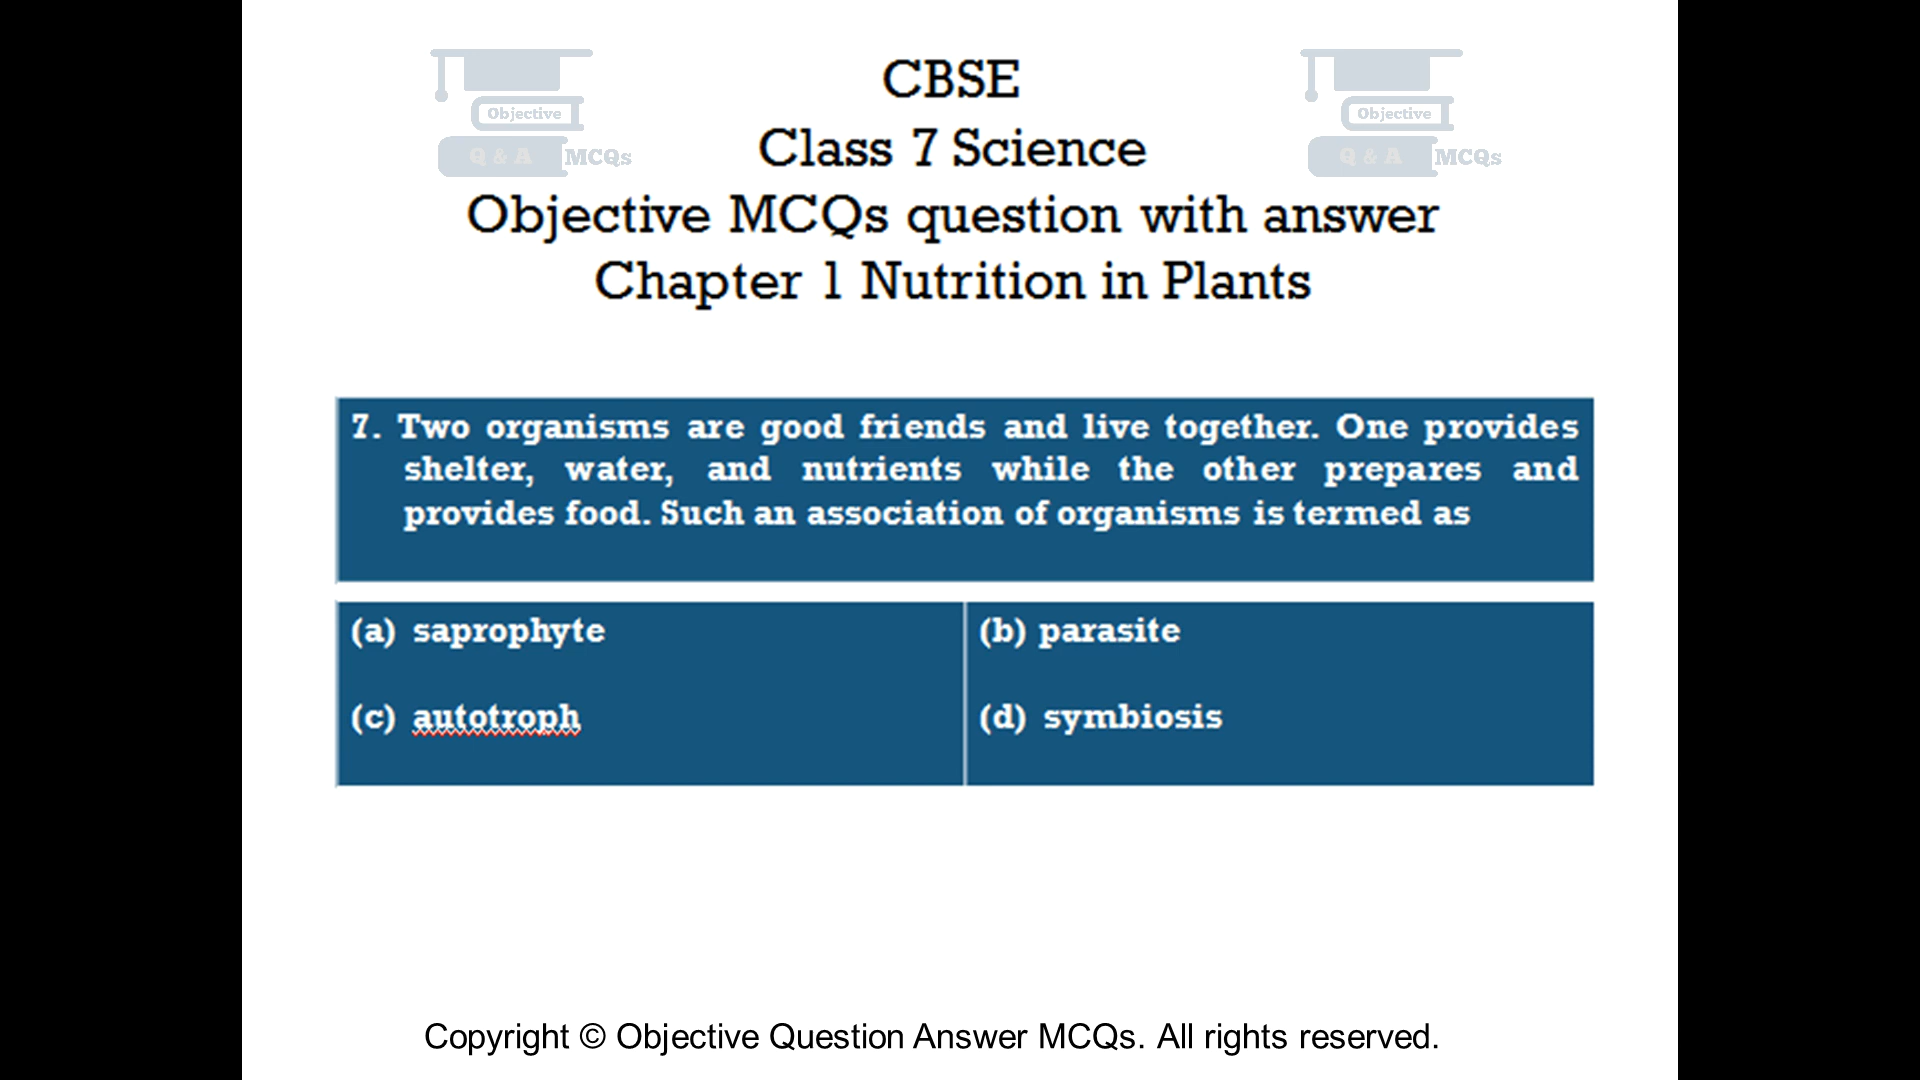 CBSE
Class 7 Science
Objective MCQs question with answer
Chapter 1 Nutrition in Plants
Objective
Q & A MCQs
Objective
Q & A MCQs
7. Two organisms are good friends and live together. One provides
shelter, water, and nutrients while the other prepares and
provides food. Such an association of organisms is termed as
(a) saprophyte
(b) parasite
(c) autotroph
(d) symbiosis
Copyright © Objective Question Answer MCQs. All rights reserved.